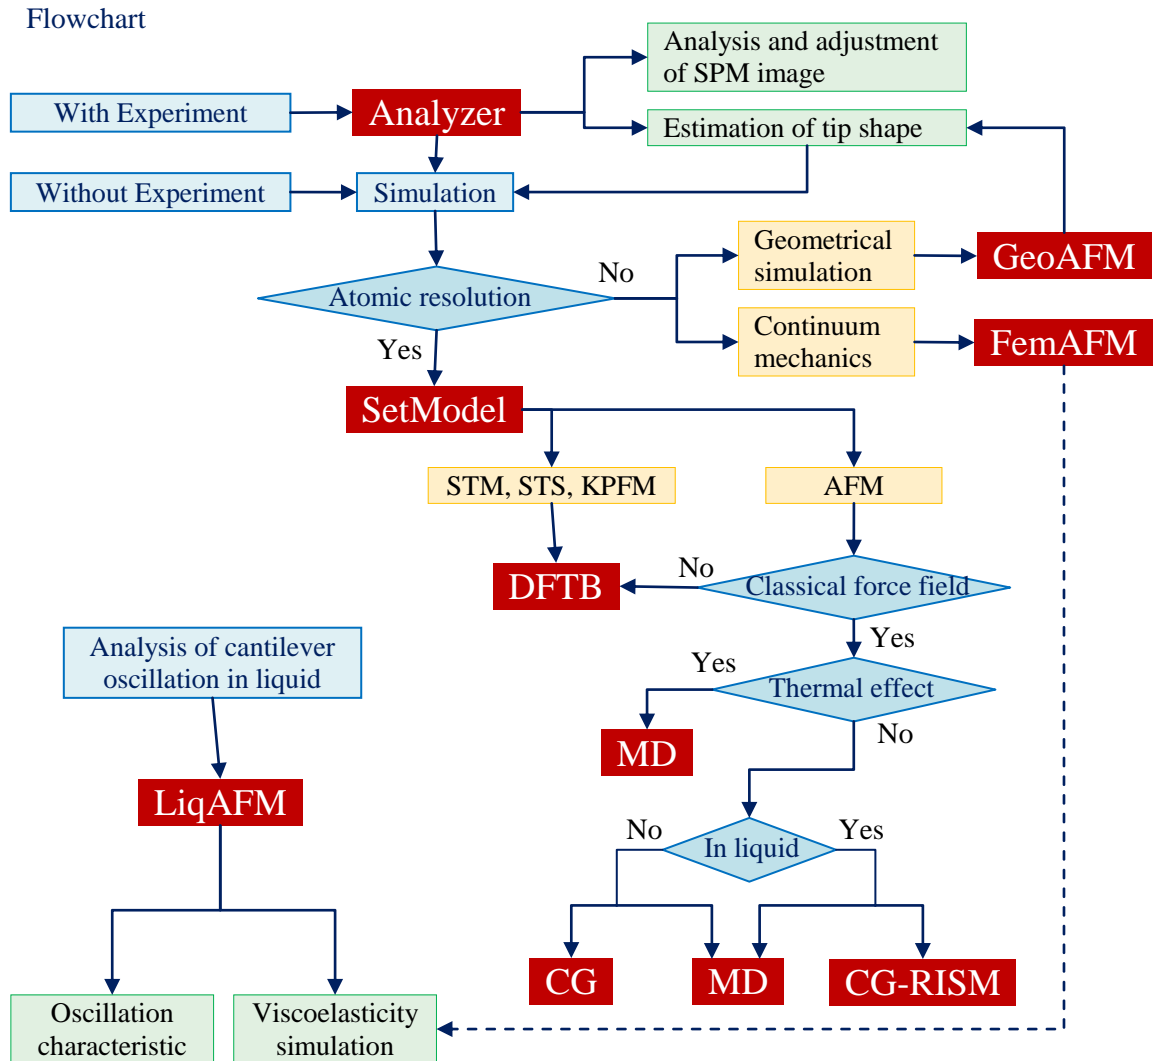 Flowchart
Analysis and adjustment
of SPM image
With Experiment
Analyzer
Estimation of tip shape
Without Experiment
Simulation
Geometrical
simulation
GeoAFM
No
Atomic resolution
Continuum
mechanics
FemAFM
Yes
SetModel
STM, STS, KPFM
AFM
No
DFTB
Classical force field
Yes
Analysis of cantilever
oscillation in liquid
Yes
Thermal effect
No
MD
LiqAFM
No
Yes
In liquid
CG
MD
CG-RISM
Oscillation
characteristic
Viscoelasticity
simulation